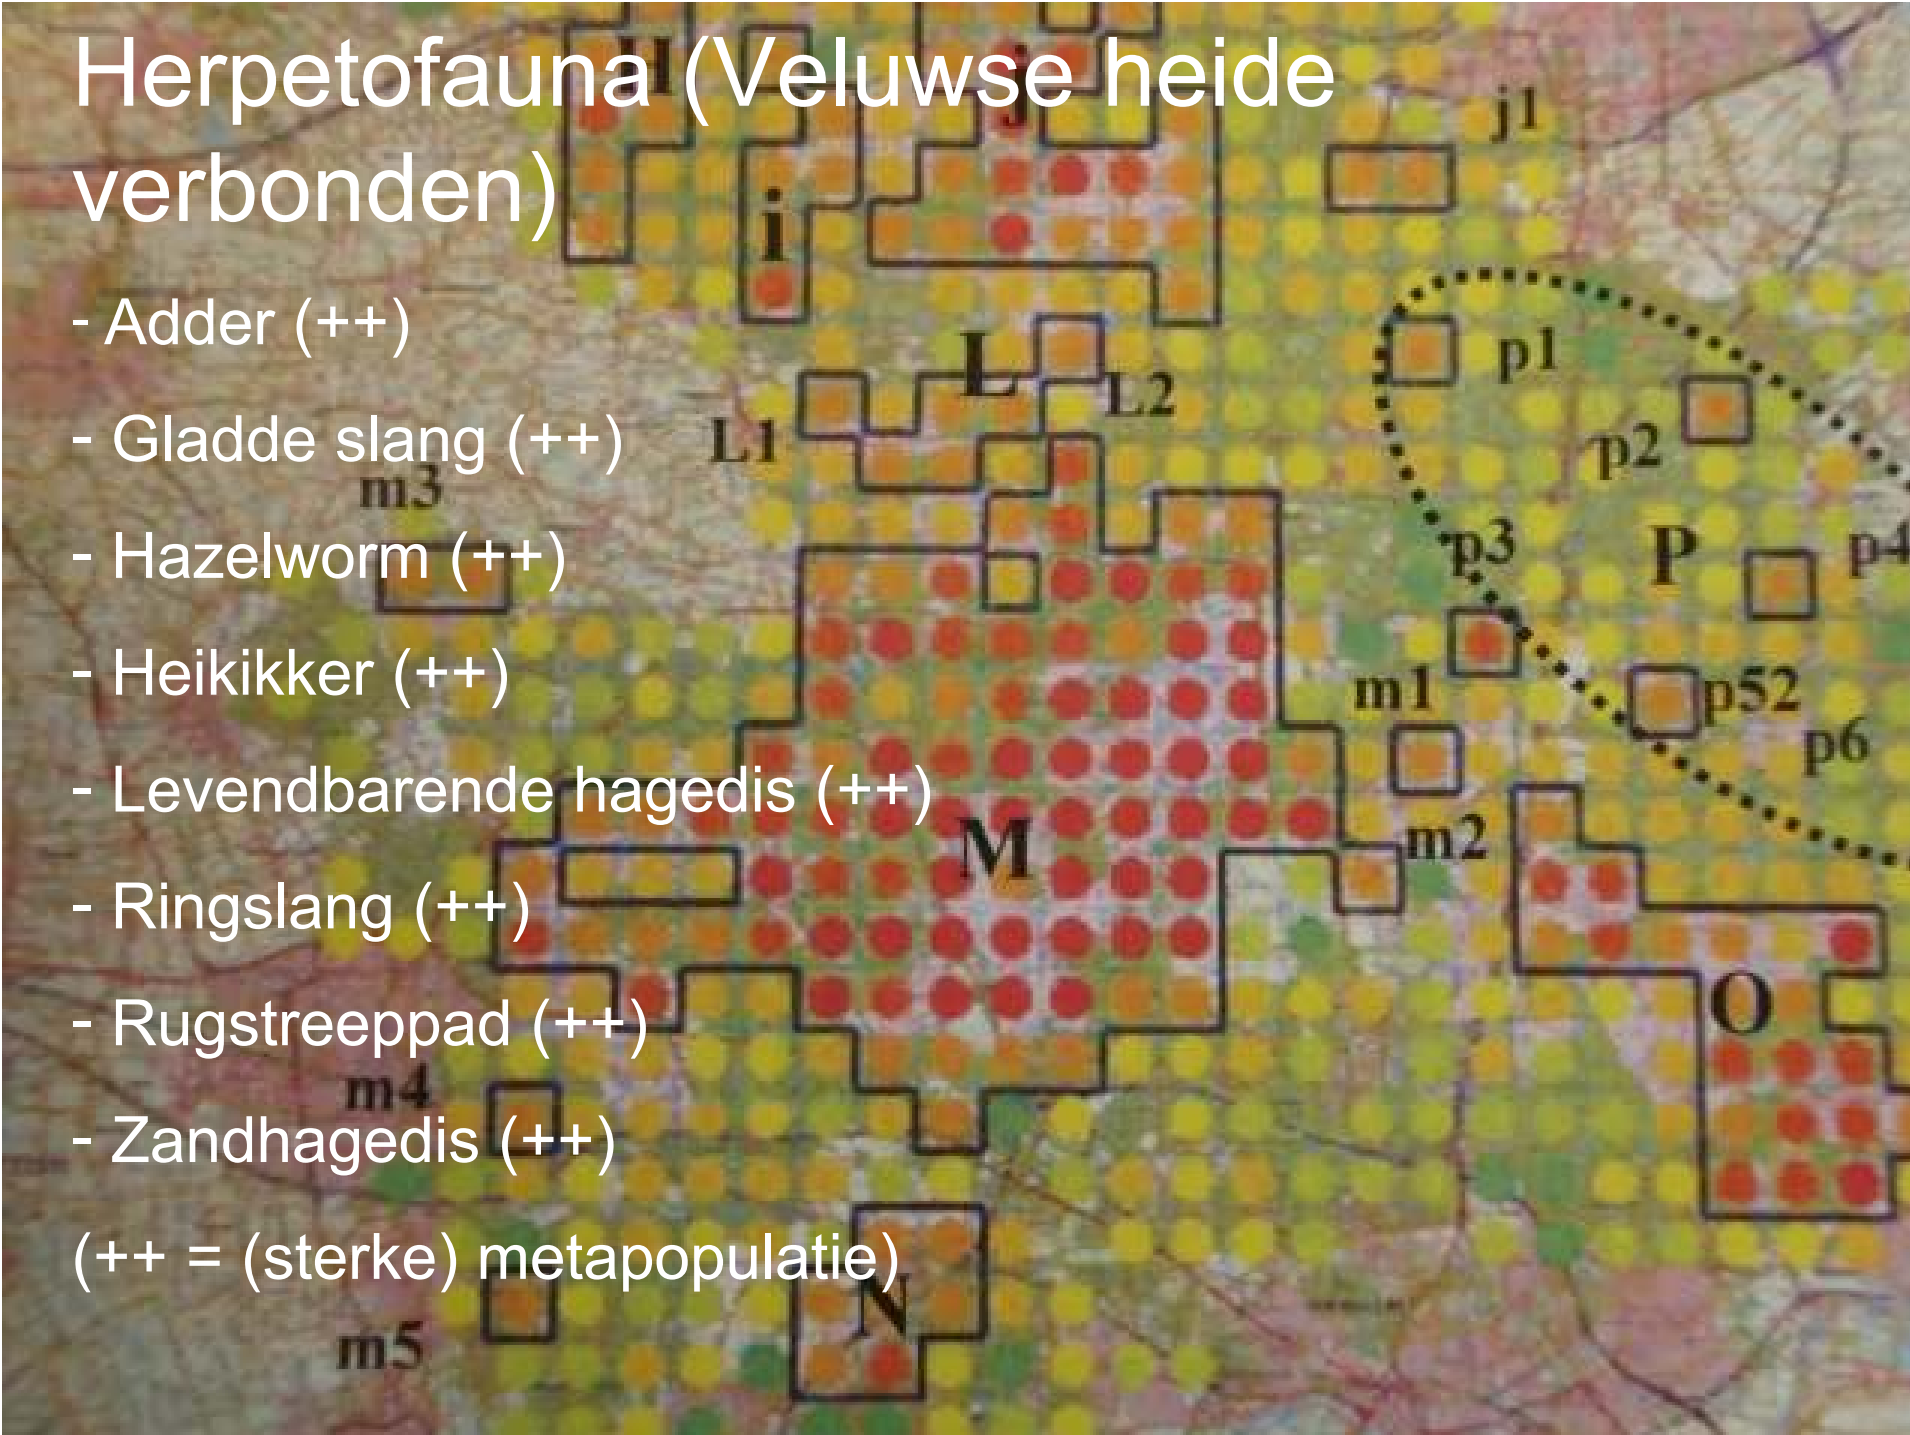 Herpetofauna (Veluwse heide
verbonden)
- Adder (++)
- Gladde slang (++)
- Hazelworm (++)
- Heikikker (++)
- Levendbarende hagedis (++)
- Ringslang (++)
- Rugstreeppad (++)
- Zandhagedis (++)
(++ = (sterke) metapopulatie)
j
j1
i
L
L1
L2
p1
p2
m3
p3
P
p4
m1
p52
p6
M
m2
O
m4
N
m5